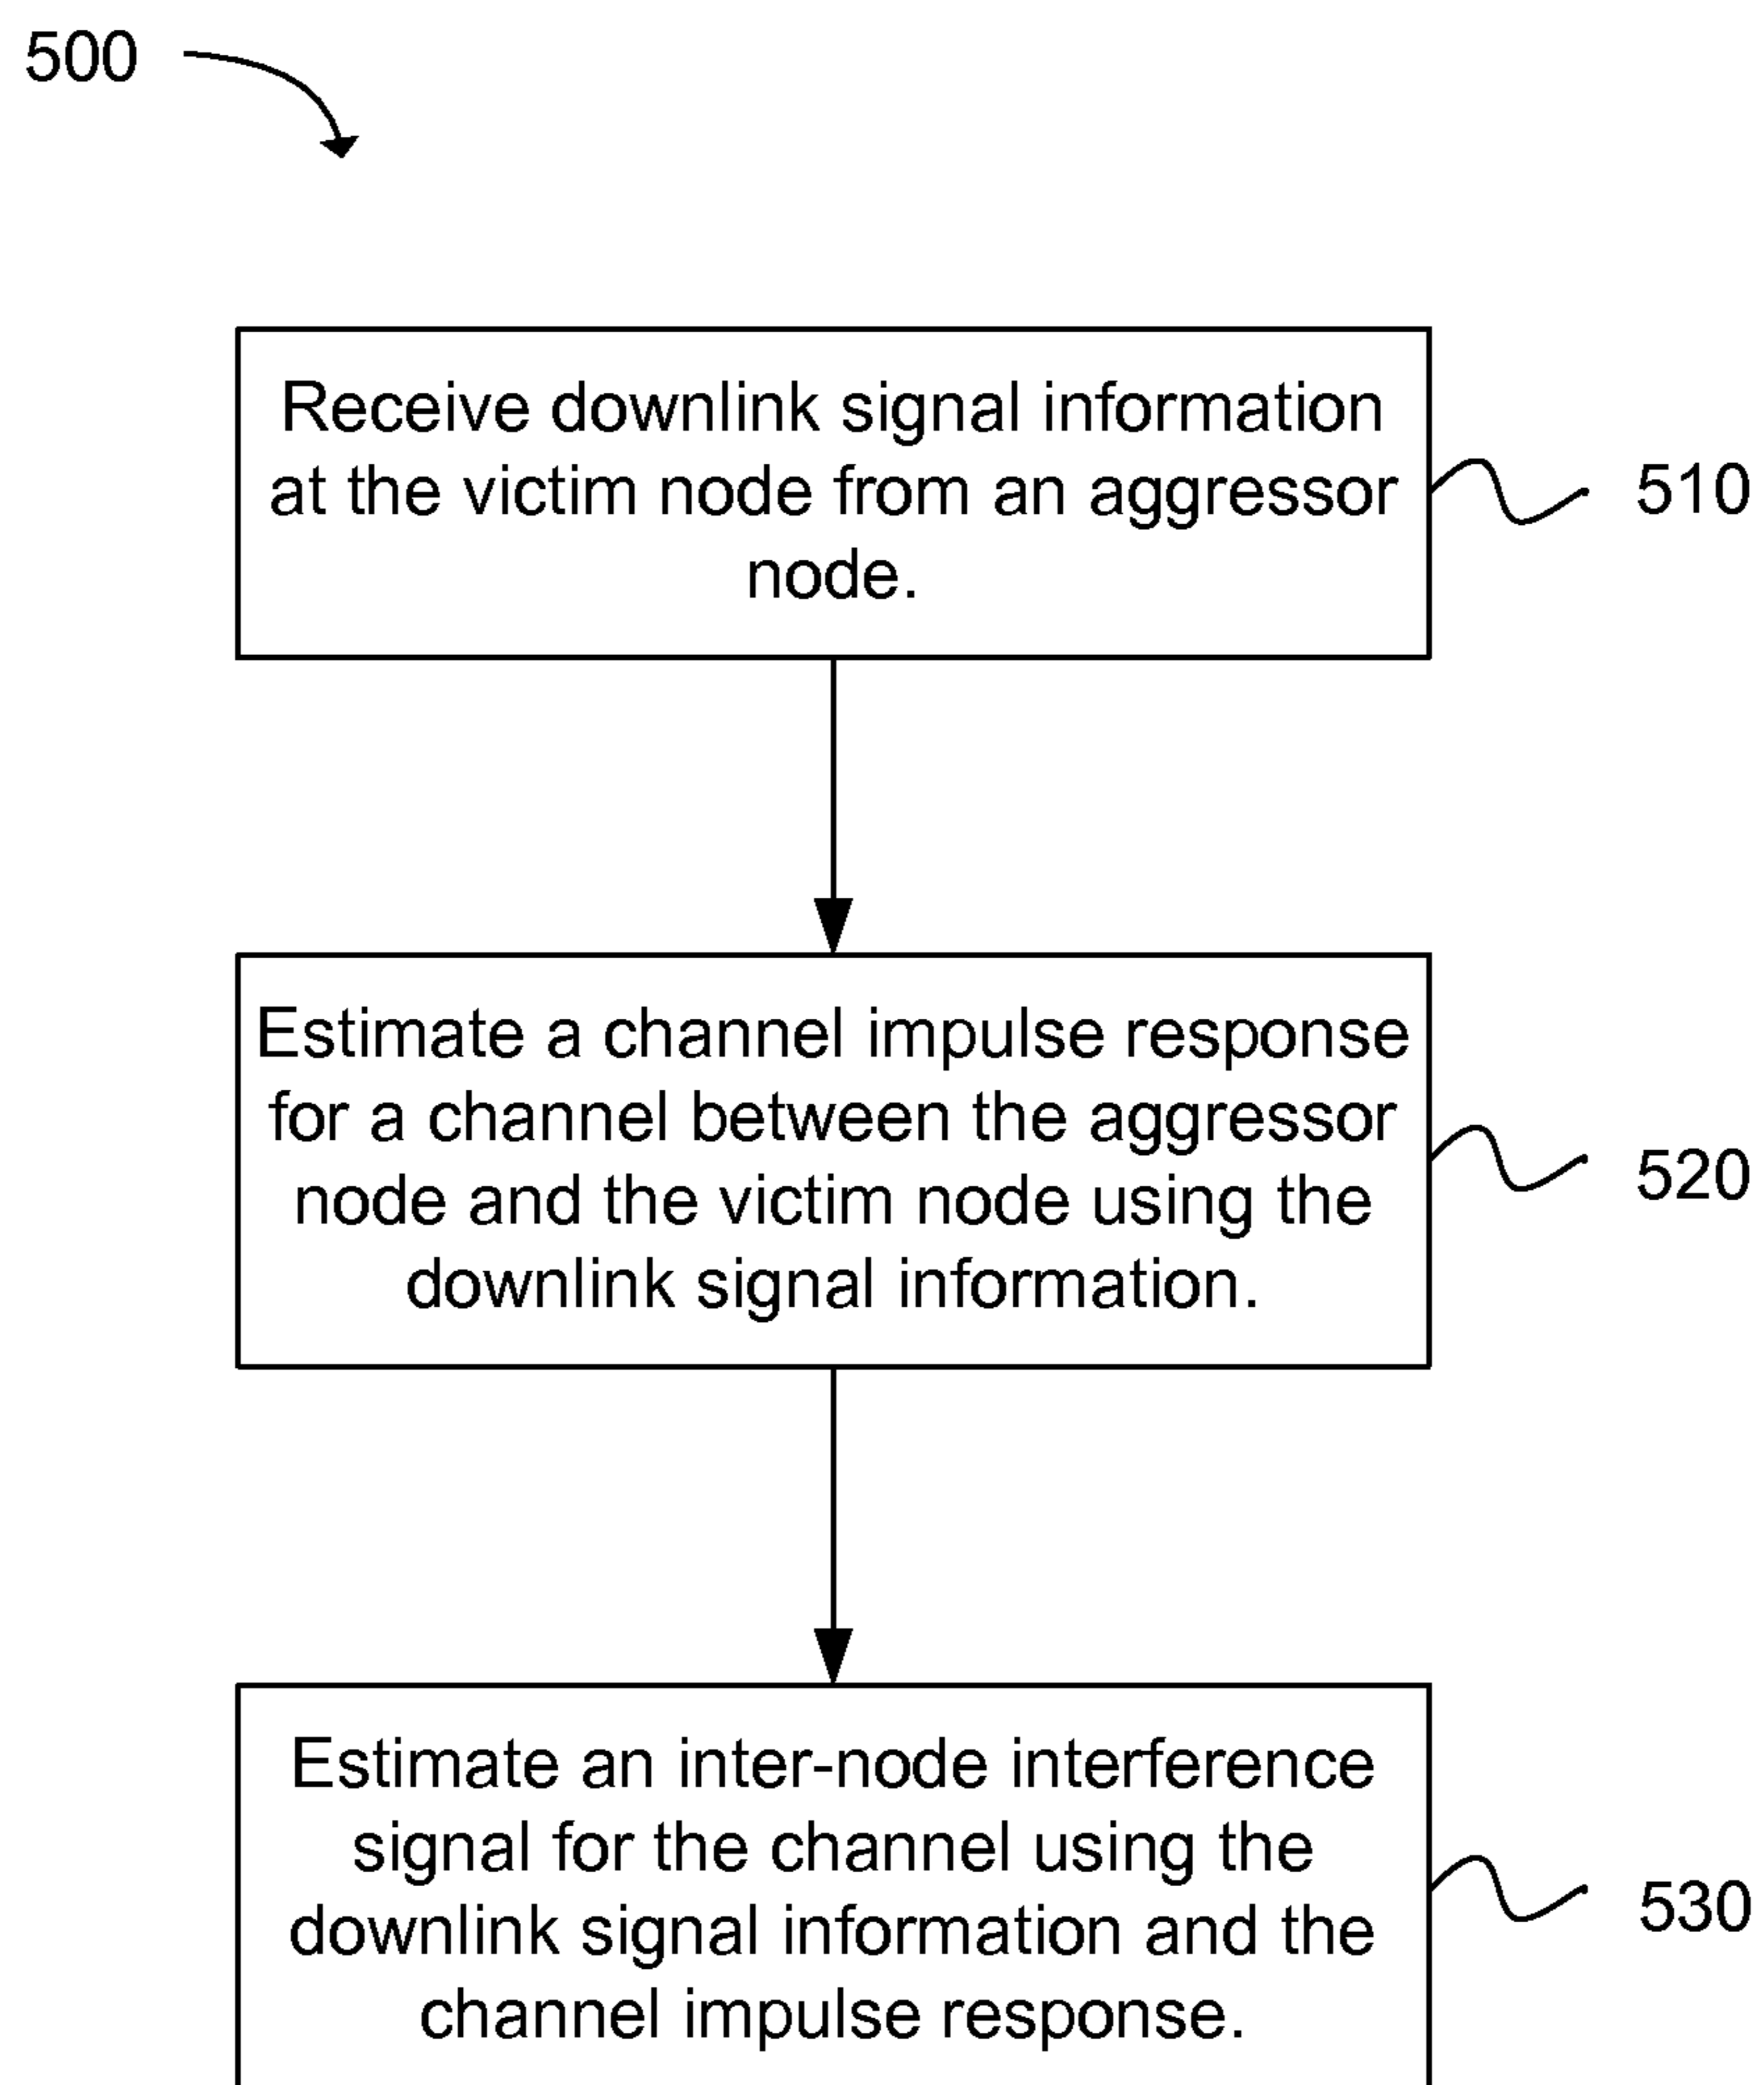 500
Receive downlink signal information
at the victim node from an aggressor
node.
510
Estimate a channel impulse response
for a channel between the aggressor
node and the victim node using the
downlink signal information.
520
Estimate an inter-node interference
signal for the channel using the
downlink signal information and the
channel impulse response.
530